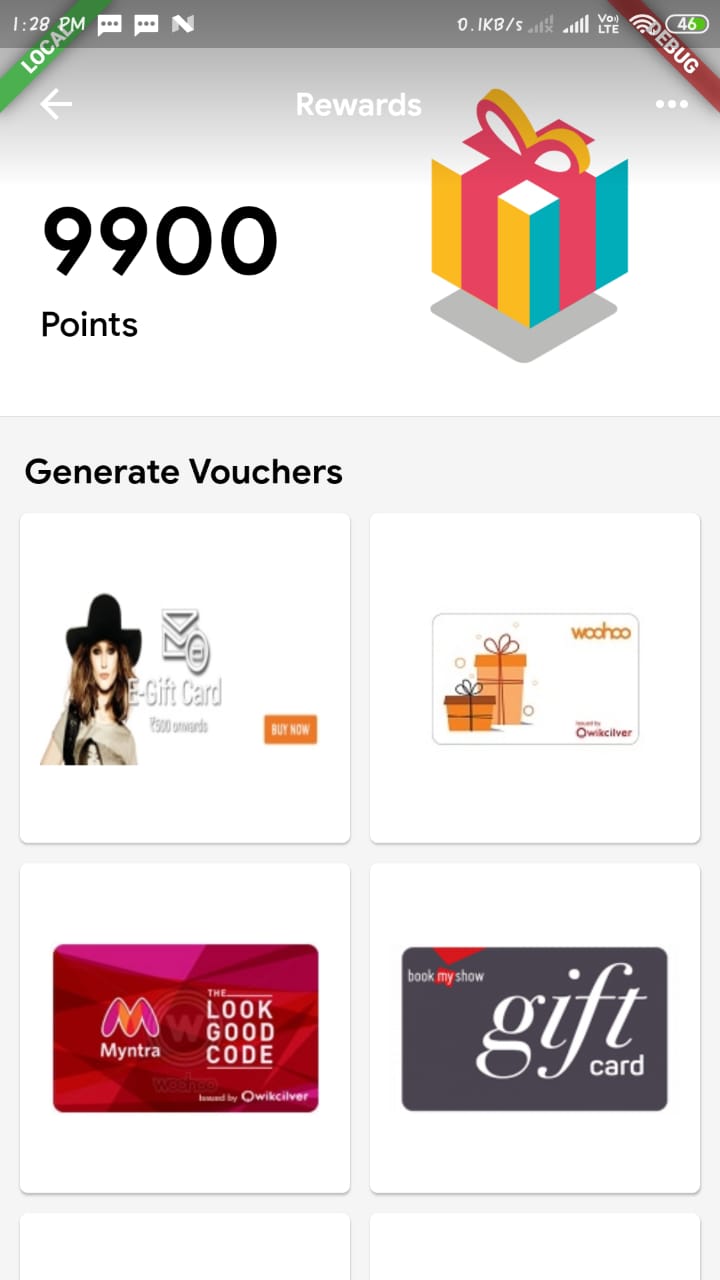 1:28 PM
0.1KB/s
Vo))
LTE
46
LOCAL
DEBUG
Rewards
9900
Points
Generate Vouchers
E-Gift Card
₹500 onwards
BUY NOW
woohoo
Issued by
Qwikcilver
Myntra
THE
LOOK
GOOD
CODE
woohoo
Issued by Qwikcilver
book my show
gift
card